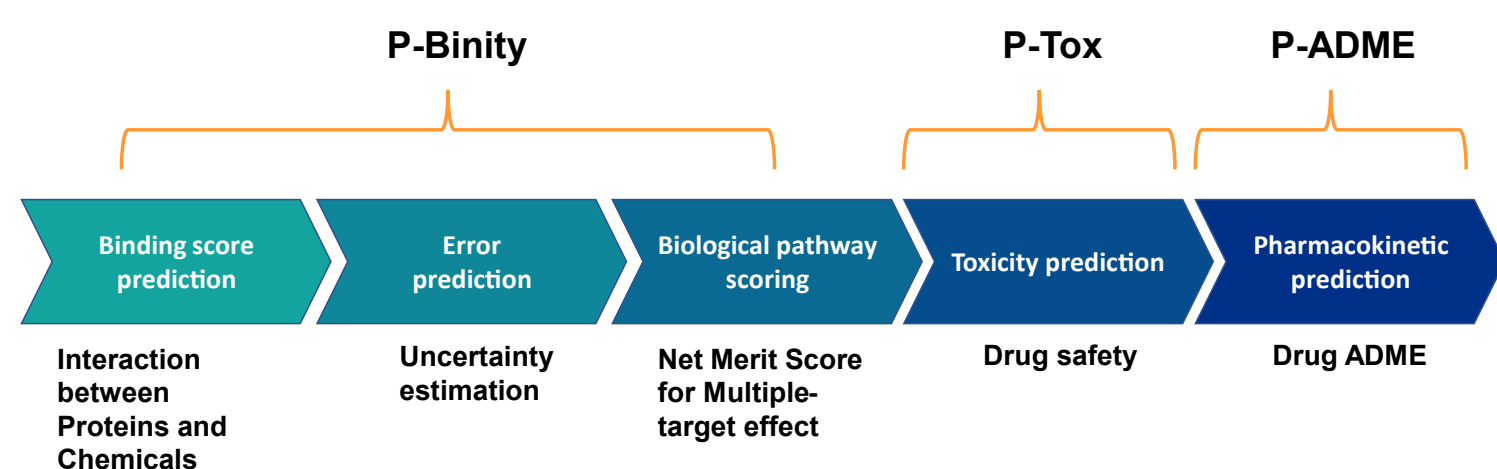 P-Binity
P-Tox
P-ADME
Binding score
prediction
Error
prediction
Biological pathway
scoring
Toxicity prediction
Pharmacokinetic
prediction
Interaction
between
Proteins and
Chemicals
Uncertainty
estimation
Net Merit Score
for Multiple-
target effect
Drug safety
Drug ADME